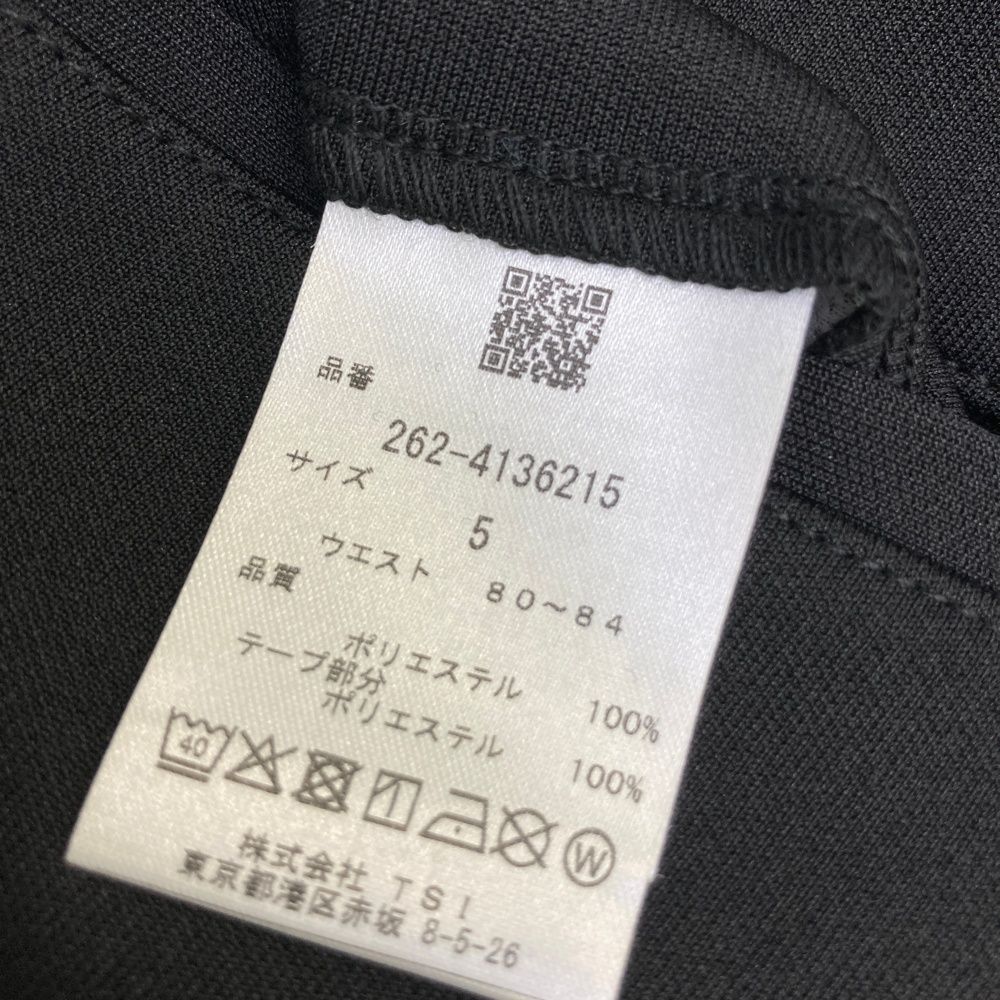 品番
262-4136215
サイズ
5
ウエスト 80～84
品質
ポリエステル 100%
テープ部分
ポリエステル 100%
40
W
株式会社 TSI
東京都港区赤坂 8-5-26